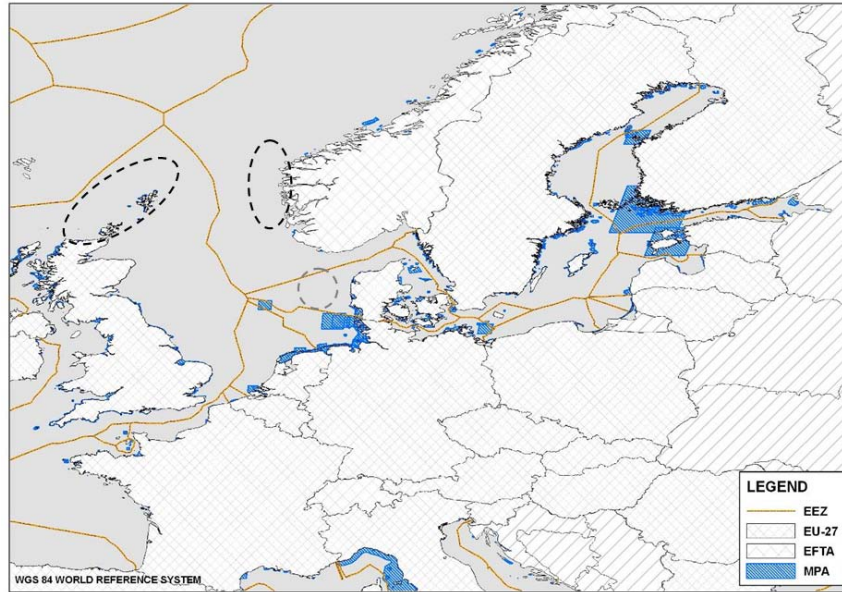 LEGEND
EEZ
EU-27
EFTA
MPA
WGS 84 WORLD REFERENCE SYSTEM